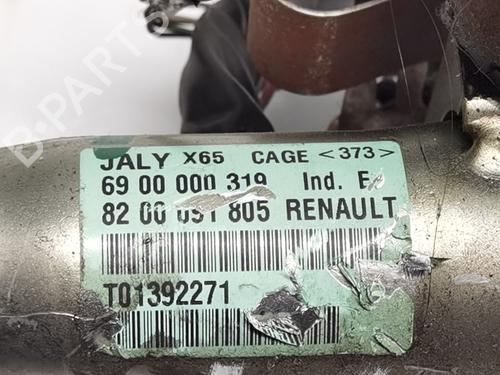 B-PARTS
JALY X65 CAGE <373>
69 00 000 319 Ind. E
82 00 091 805 RENAULT
T01392271